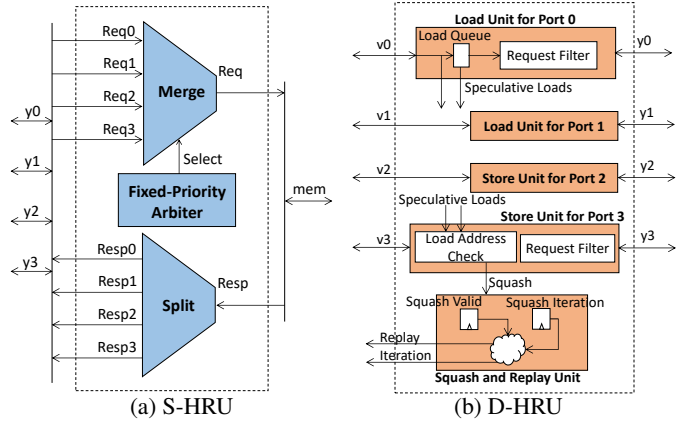 Req0
Req1
Req2
Req3
Merge
Req
y0
y1
y2
y3
Select
Fixed-Priority
Arbiter
mem
Resp0
Resp1
Resp2
Resp3
Split
Resp
(a) S-HRU
Load Unit for Port 0
Load Queue
v0
Request Filter
y0
Speculative Loads
v1
Load Unit for Port 1
y1
v2
Store Unit for Port 2
y2
Speculative Loads
Store Unit for Port 3
v3
Load Address
Check
Request Filter
y3
Squash
Squash Valid
Squash Iteration
Replay
Iteration
Squash and Replay Unit
(b) D-HRU